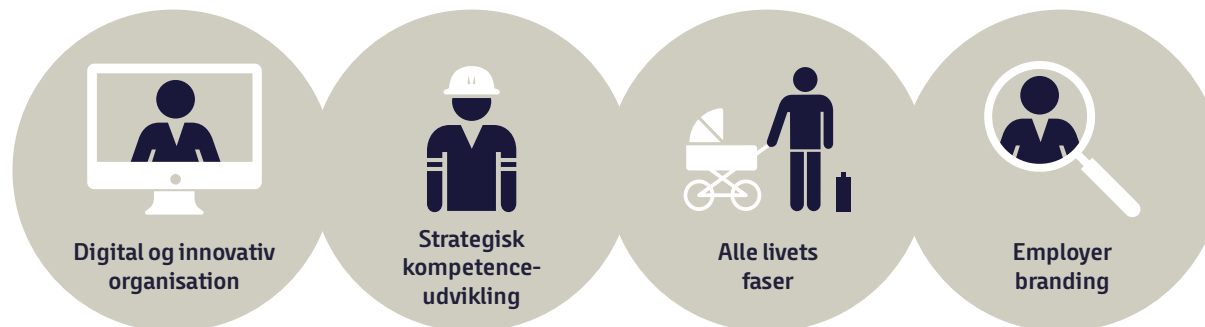 Digital og innovativ
organisation
Strategisk
kompetence-
udvikling
Alle livets
faser
Employer
branding